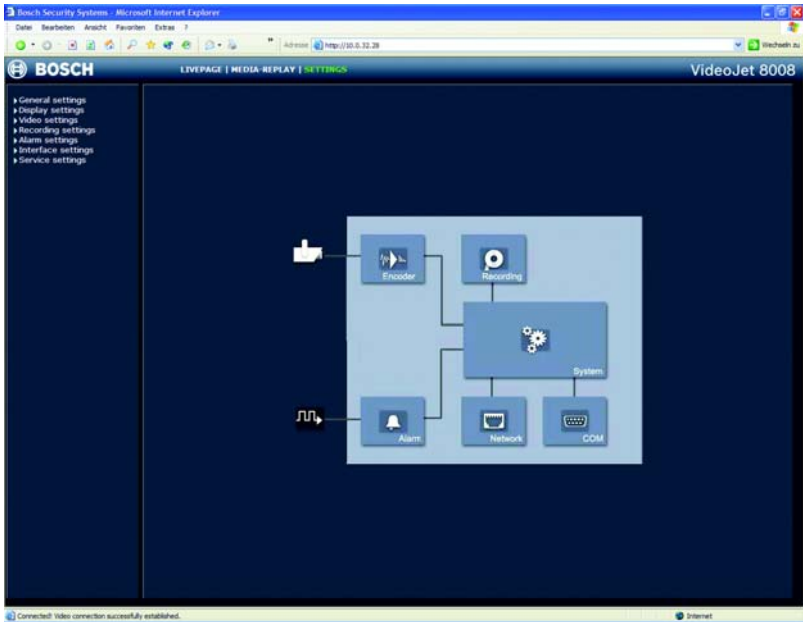 Bosch Security Systems - Microsoft Internet Explorer
Datei Bearbeiten Ansicht Favoriten Extras ?
Adresse http://10.0.32.28 Wechseln zu
BOSCH LIVEPAGE | MEDIA-REPLAY | SETTINGS VideoJet 8008
General settings
Display settings
Video settings
Recording settings
Alarm settings
Interface settings
Service settings
Encoder
Recording
System
Alarm
Network
COM
Connected! Video connection successfully established. Internet